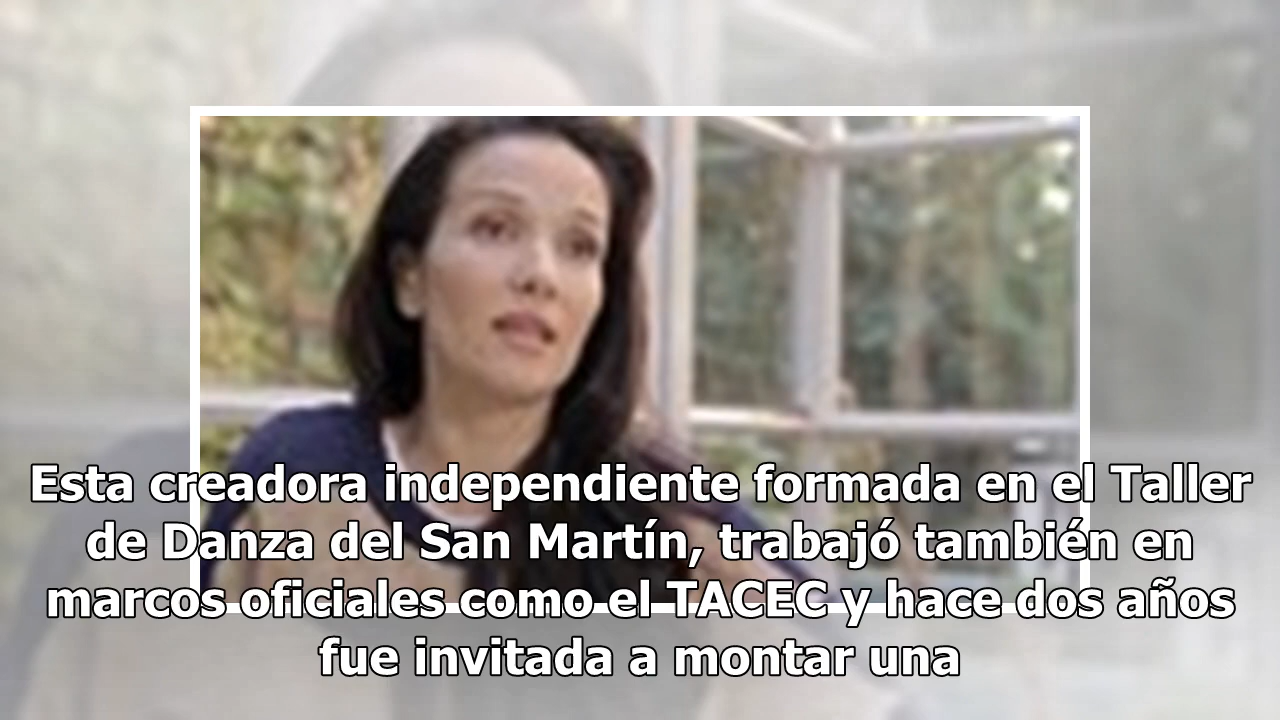 Esta creadora independiente formada en el Taller
de Danza del San Martín, trabajó también en
marcos oficiales como el TACEC y hace dos años
fue invitada a montar una